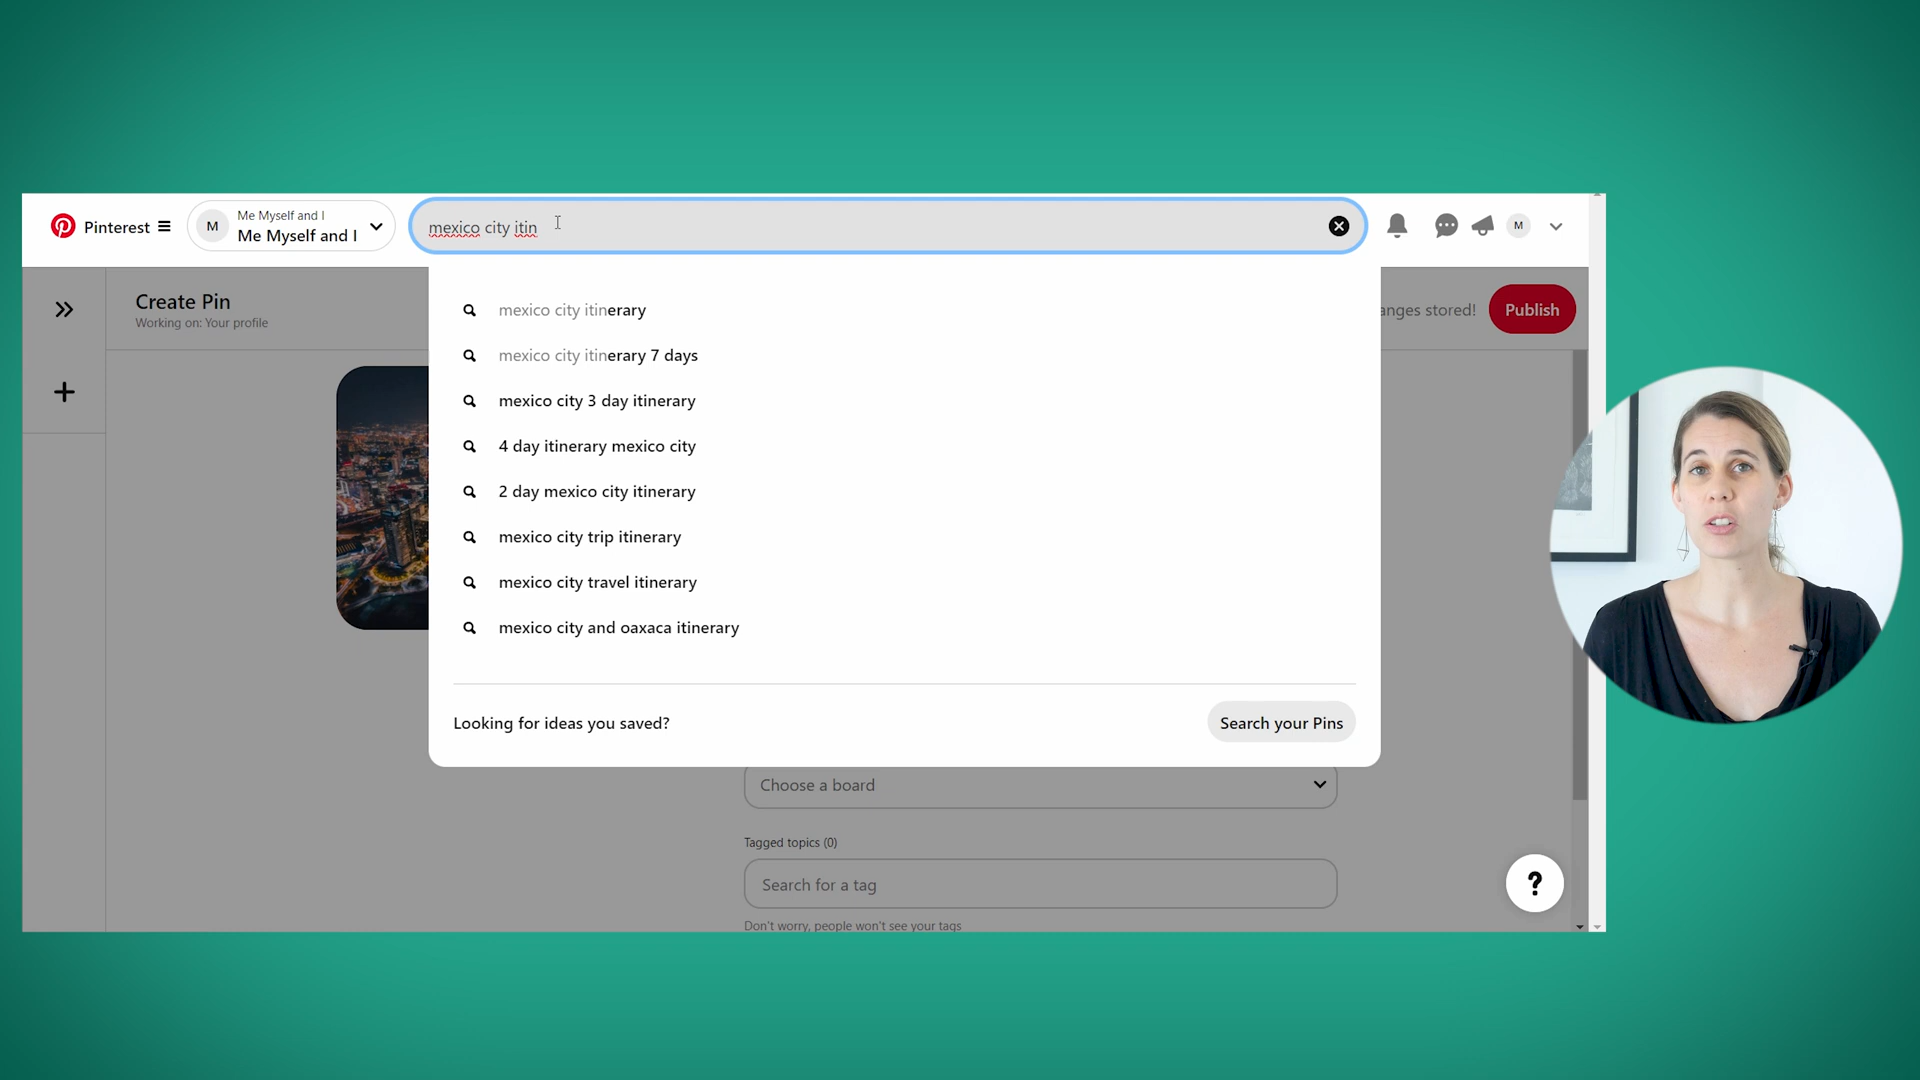 Pinterest
M
Me Myself and I
Me Myself and I
mexico city itin
M
Create Pin
Working on: Your profile
anges stored!
Publish
mexico city itinerary
mexico city itinerary 7 days
mexico city 3 day itinerary
4 day itinerary mexico city
2 day mexico city itinerary
mexico city trip itinerary
mexico city travel itinerary
mexico city and oaxaca itinerary
Looking for ideas you saved?
Search your Pins
Choose a board
Tagged topics (0)
Search for a tag
?
Don't worry, people won't see your tags